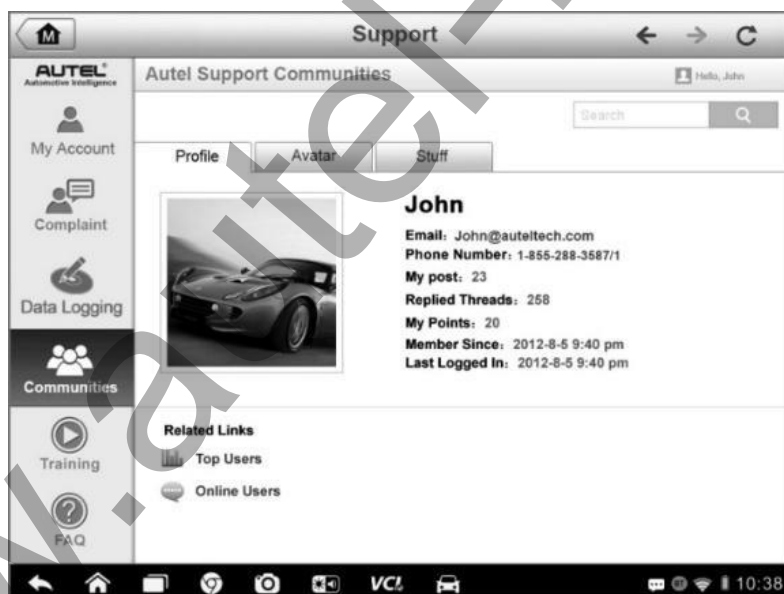 M
Support
AUTEL®
Automotive Intelligence
Autel Support Communities
Hello, John
Search
My Account
Profile
Avatar
Stuff
Complaint
John
Email: John@auteltech.com
Phone Number: 1-855-288-3587/1
My post: 23
Replied Threads: 258
My Points: 20
Member Since: 2012-8-5 9:40 pm
Last Logged In: 2012-8-5 9:40 pm
Data Logging
Communities
Related Links
Top Users
Online Users
Training
FAQ
VCI
10:38